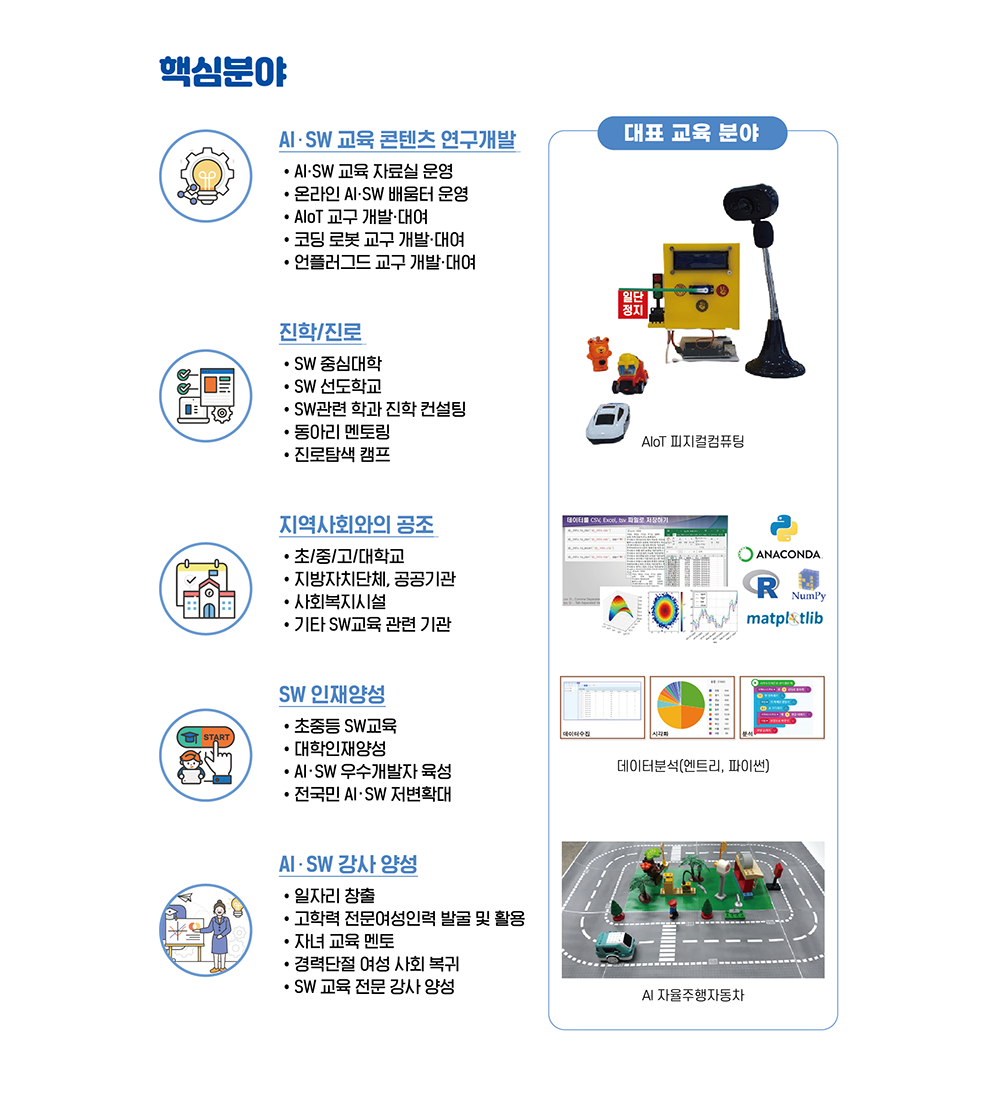 핵심분야
AI·SW 교육 콘텐츠 연구개발
• AI·SW 교육 자료실 운영
• 온라인 AI·SW 배움터 운영
• AIoT 교구 개발·대여
• 코딩 로봇 교구 개발·대여
• 언플러그드 교구 개발·대여
진학/진로
• SW 중심대학
• SW 선도학교
• SW관련 학과 진학 컨설팅
• 동아리 멘토링
• 진로탐색 캠프
지역사회와의 공조
• 초/중/고/대학교
• 지방자치단체, 공공기관
• 사회복지시설
• 기타 SW교육 관련 기관
START
SW 인재양성
• 초중등 SW교육
• 대학인재양성
• AI·SW 우수개발자 육성
• 전국민 AI·SW 저변확대
AI·SW 강사 양성
• 일자리 창출
• 고학력 전문여성인력 발굴 및 활용
• 자녀 교육 멘토
• 경력단절 여성 사회 복귀
• SW 교육 전문 강사 양성
대표 교육 분야
일단
정지
AIoT 피지컬컴퓨팅
데이터를 CSV, Excel, tsv 파일로 저장하기
ANACONDA
R
NumPy
matplotlib
데이터수집
시각화
분석
데이터분석(엔트리, 파이썬)
AI 자율주행자동차